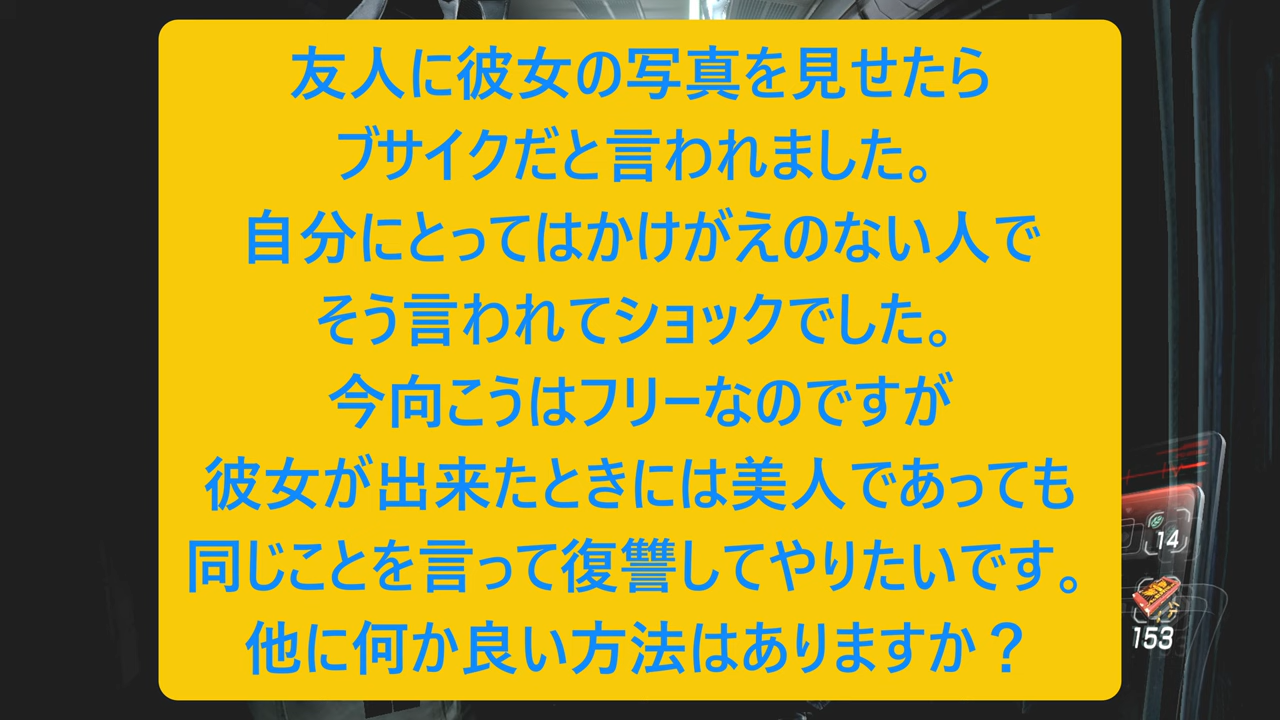 友人に彼女の写真を見せたら
ブサイクだと言われました。
自分にとってはかけがえのない人で
そう言われてショックでした。
今向こうはフリーなのですが
彼女が出来たときには美人であっても
同じことを言って復讐してやりたいです。
他に何か良い方法はありますか？
14
153